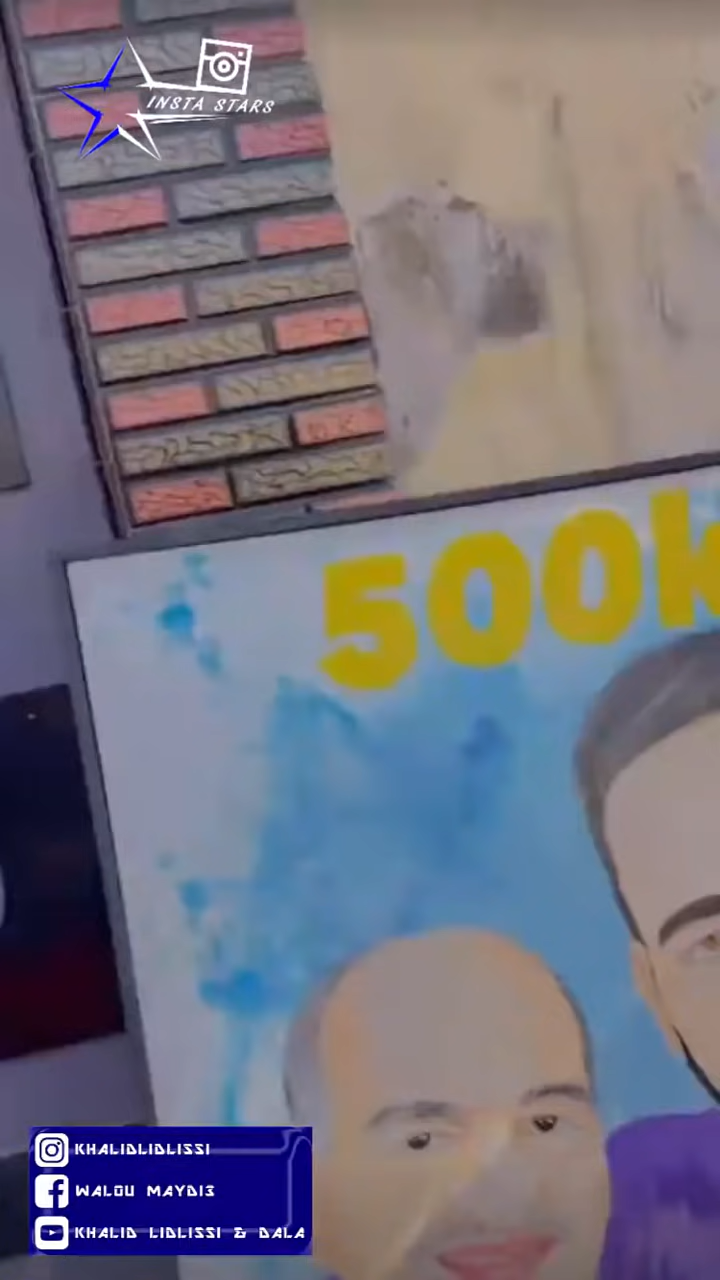 INSTA STARS
500k
KHALIDLIDLISSI
WALOU MAYDI3
KHALID LIDLISSI & DALA